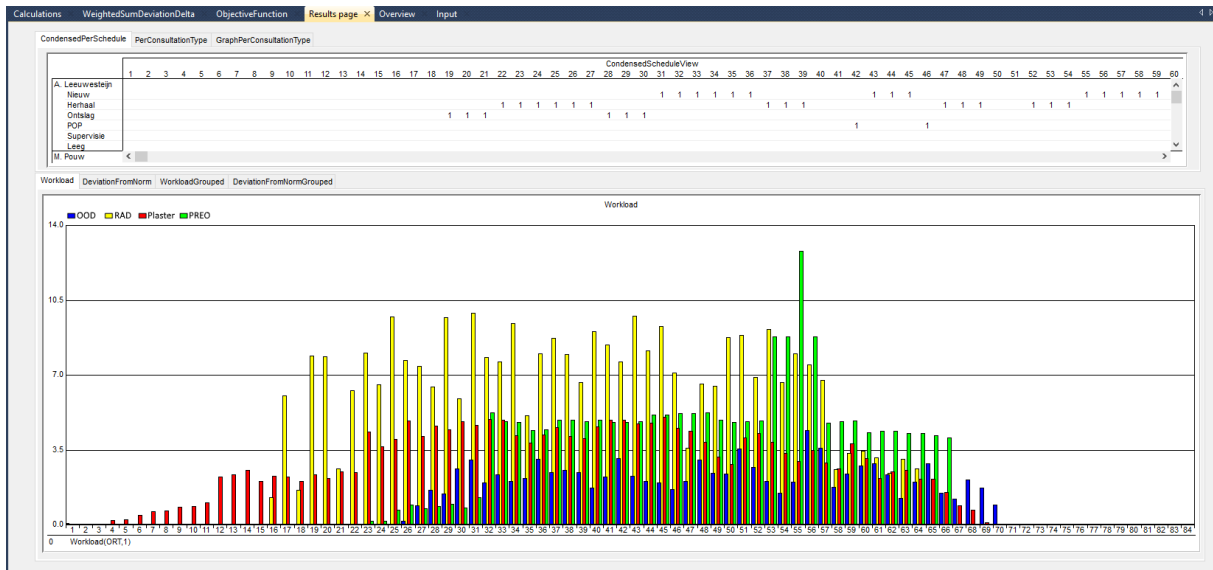 Calculations WeightedSumDeviationDelta ObjectiveFunction Results page × Overview Input
CondensedPerSchedule PerConsultationType GraphPerConsultationType
CondensedScheduleView
1 2 3 4 5 6 7 8 9 10 11 12 13 14 15 16 17 18 19 20 21 22 23 24 25 26 27 28 29 30 31 32 33 34 35 36 37 38 39 40 41 42 43 44 45 46 47 48 49 50 51 52 53 54 55 56 57 58 59 60
A. Leeuwesteijn
Nieuw 1 1 1 1 1 1 1 1 1 1 1 1 1 1
Herhaal 1 1 1 1 1 1 1 1 1 1 1 1 1 1 1
Ontslag 1 1 1 1 1 1
POP 1 1
Supervisie
Leeg
M. Pouw
Workload DeviationFromNorm WorkloadGrouped DeviationFromNormGrouped
Workload
OOD RAD Plaster PREO
14.0
10.5
7.0
3.5
0.0
1 2 3 4 5 6 7 8 9 10 11 12 13 14 15 16 17 18 19 20 21 22 23 24 25 26 27 28 29 30 31 32 33 34 35 36 37 38 39 40 41 42 43 44 45 46 47 48 49 50 51 52 53 54 55 56 57 58 59 60 61 62 63 64 65 66 67 68 69 70 71 72 73 74 75 76 77 78 79 80 81 82 83 84
0 Workload(ORT,1)